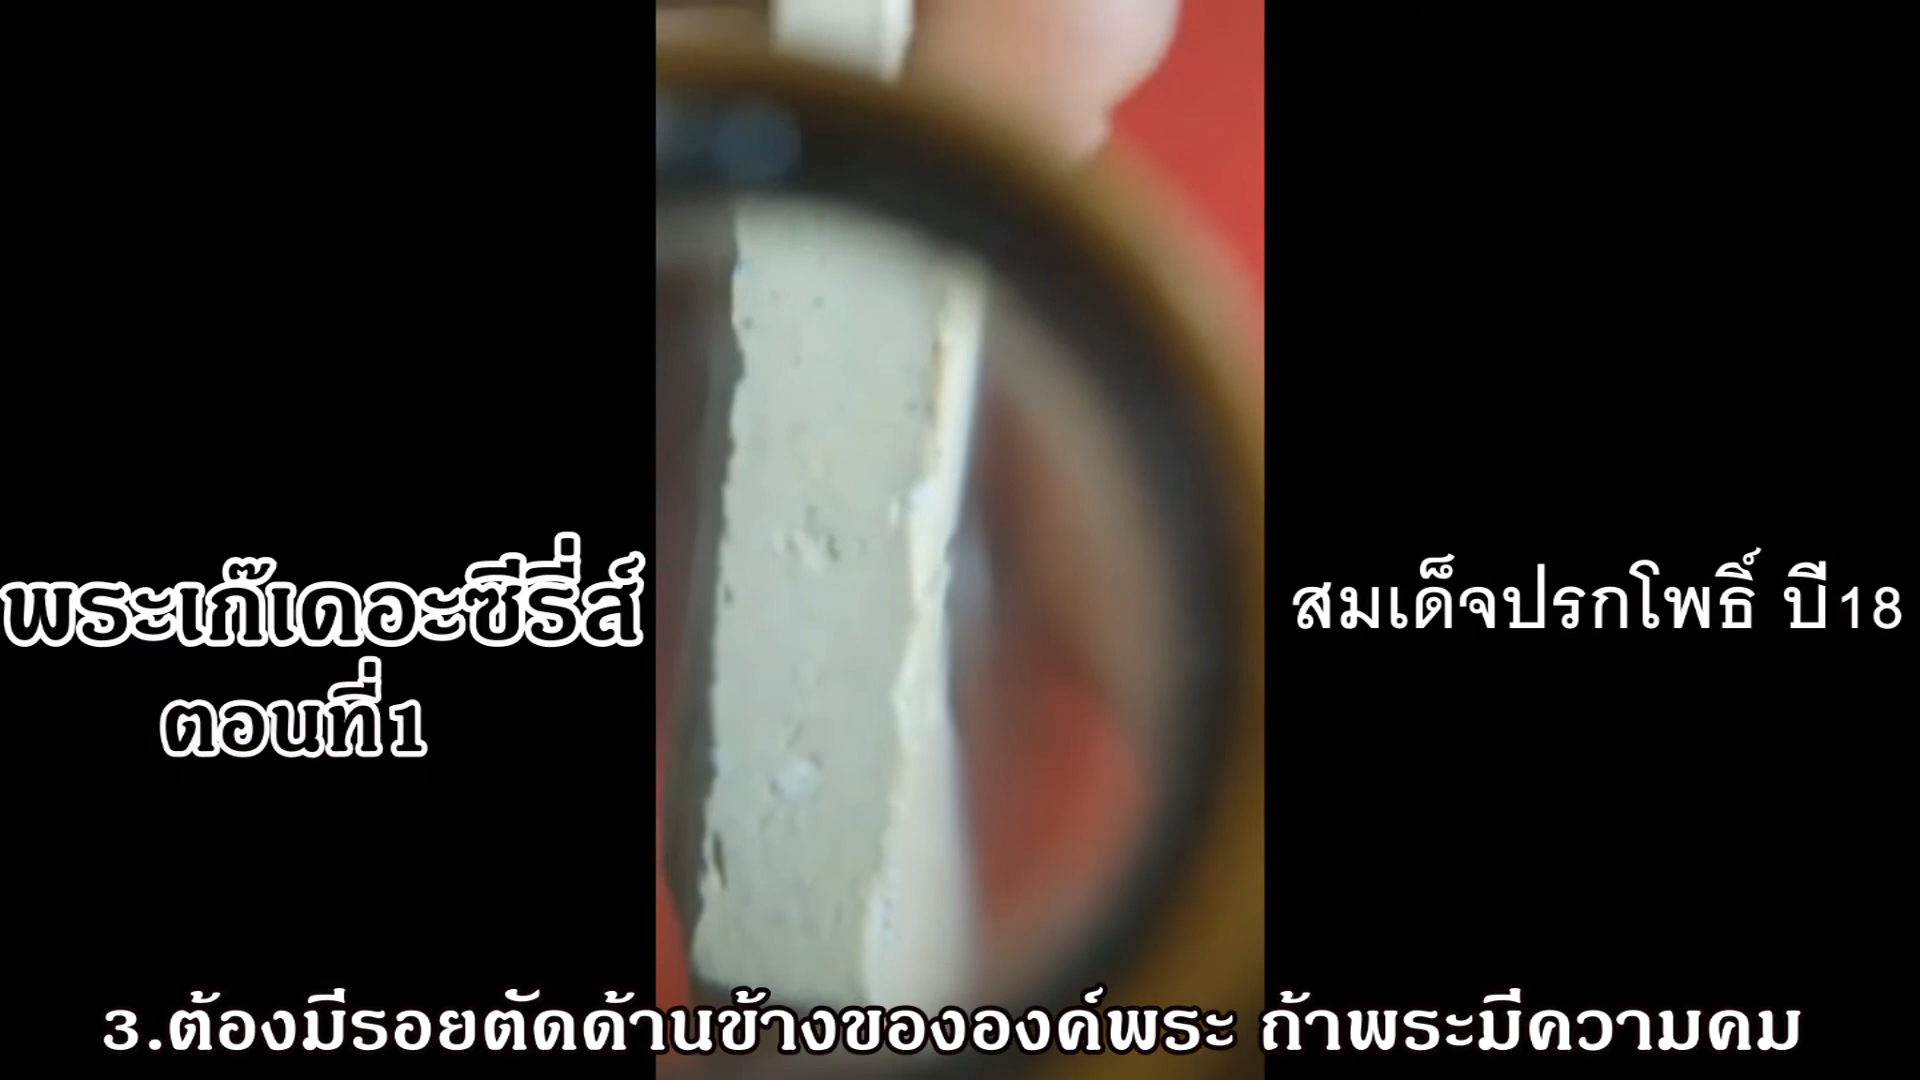 พระเก๊เดอะซีรี่ส์
ตอนที่1
สมเด็จปรกโพธิ์ ปี18
3.ต้องมีรอยตัดด้านข้างขององค์พระ ถ้าพระมีความคม